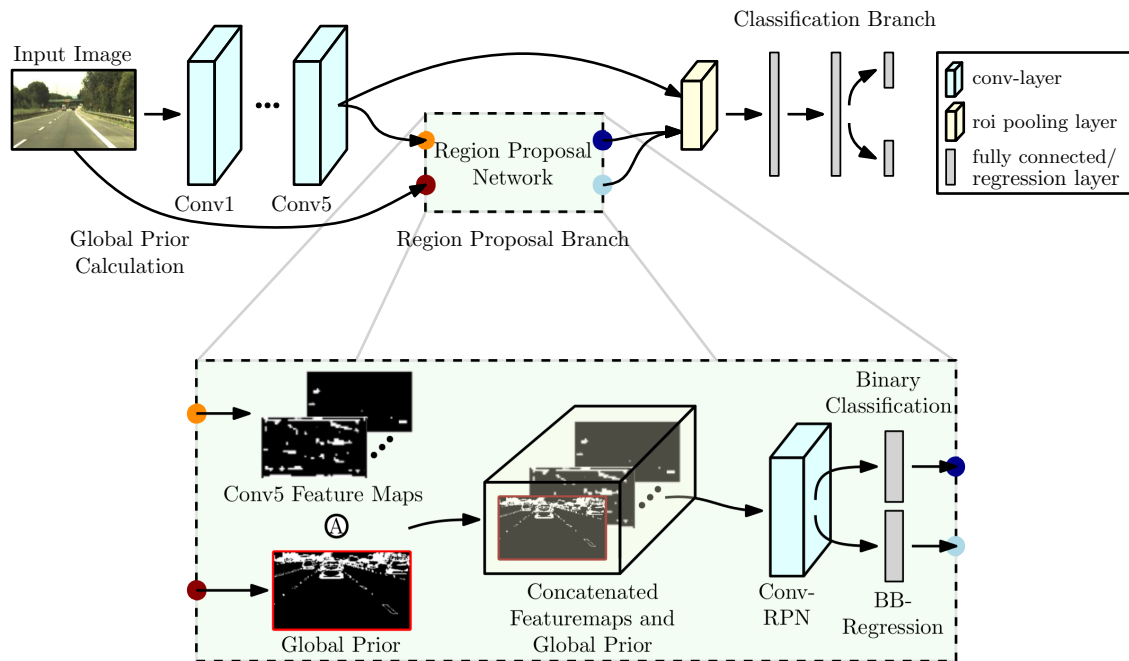 Classification Branch
Input Image
conv-layer
roi pooling layer
fully connected/
regression layer
Region Proposal
Network
Conv1
Conv5
Global Prior
Calculation
Region Proposal Branch
Binary
Classification
Conv5 Feature Maps
A
Global Prior
Concatenated
Featuremaps and
Global Prior
Conv-
RPN
BB-
Regression